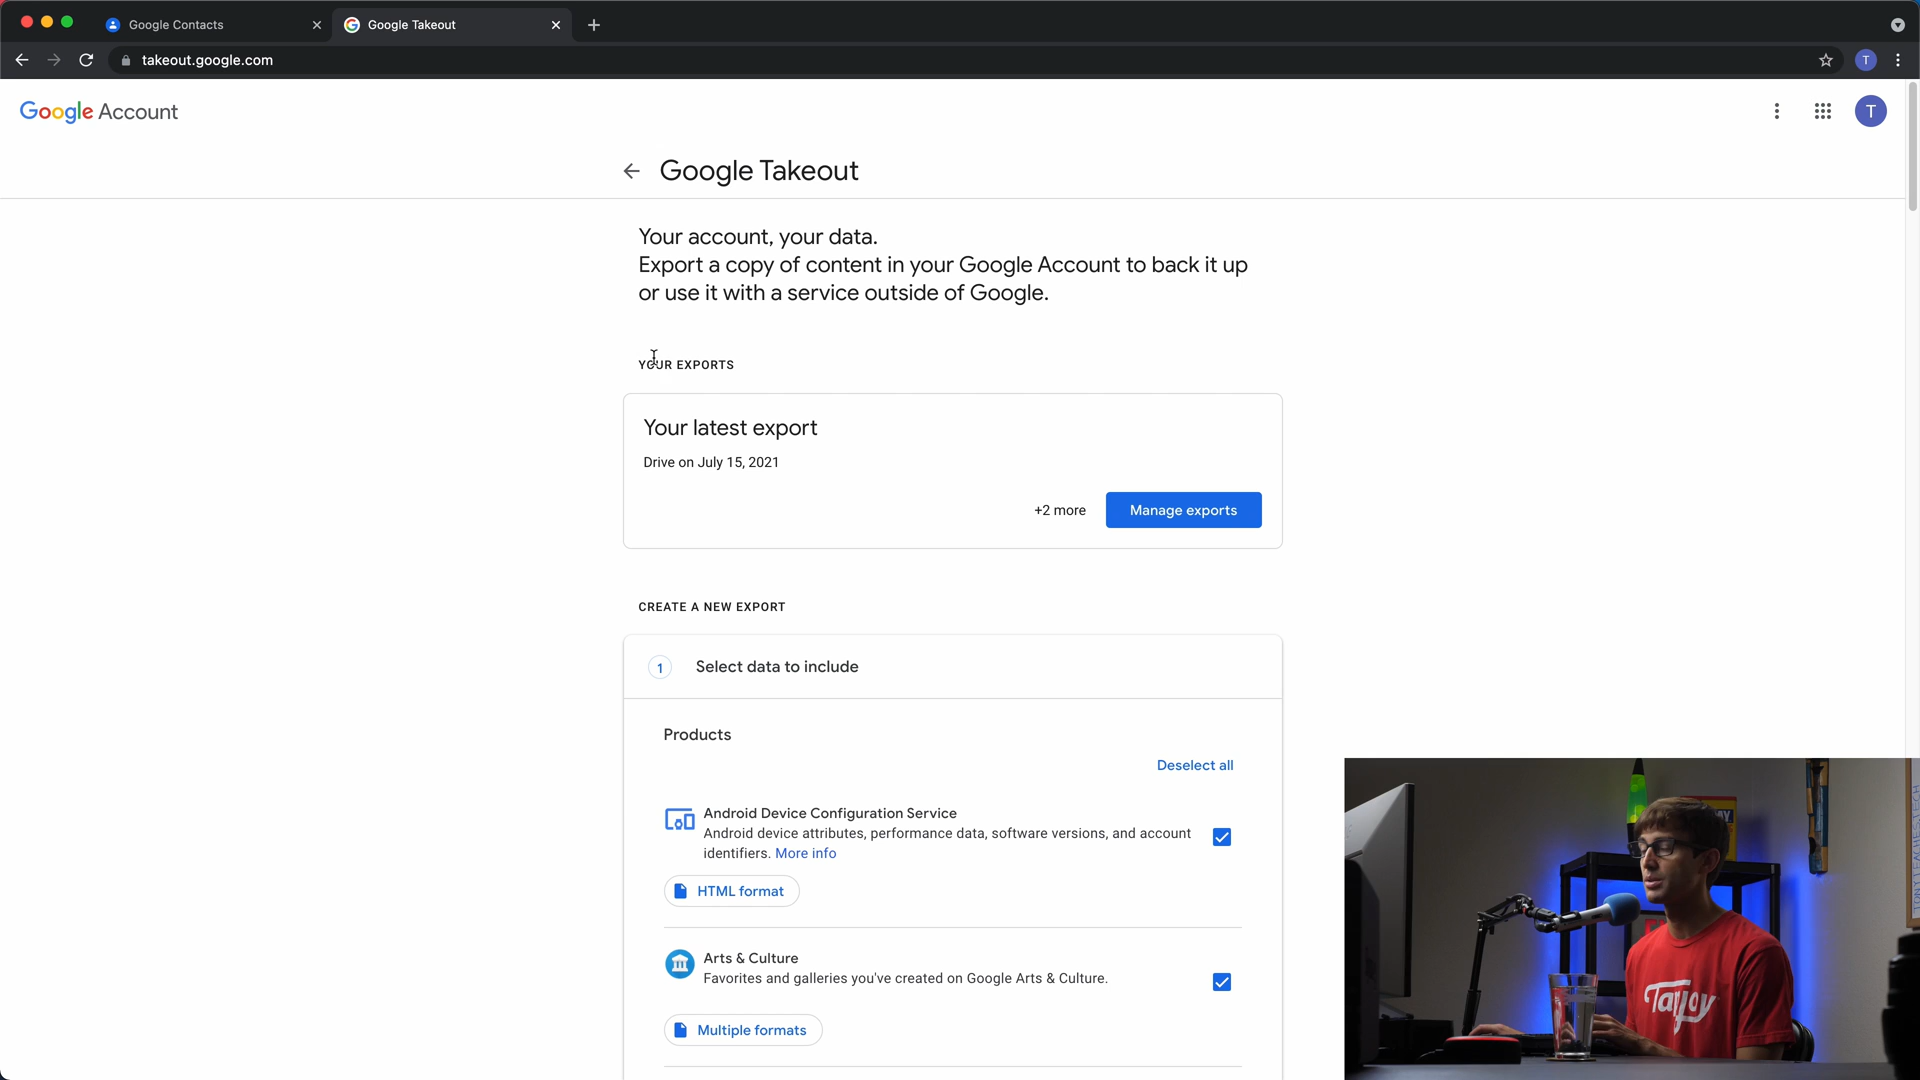 Google Contacts
Google Takeout
takeout.google.com
T
Google Account
T
Google Takeout
Your account, your data.
Export a copy of content in your Google Account to back it up
or use it with a service outside of Google.
YOUR EXPORTS
Your latest export
Drive on July 15, 2021
+2 more
Manage exports
CREATE A NEW EXPORT
1 Select data to include
Products
Deselect all
Android Device Configuration Service
Android device attributes, performance data, software versions, and account
identifiers. More info
HTML format
Arts & Culture
Favorites and galleries you've created on Google Arts & Culture.
Multiple formats